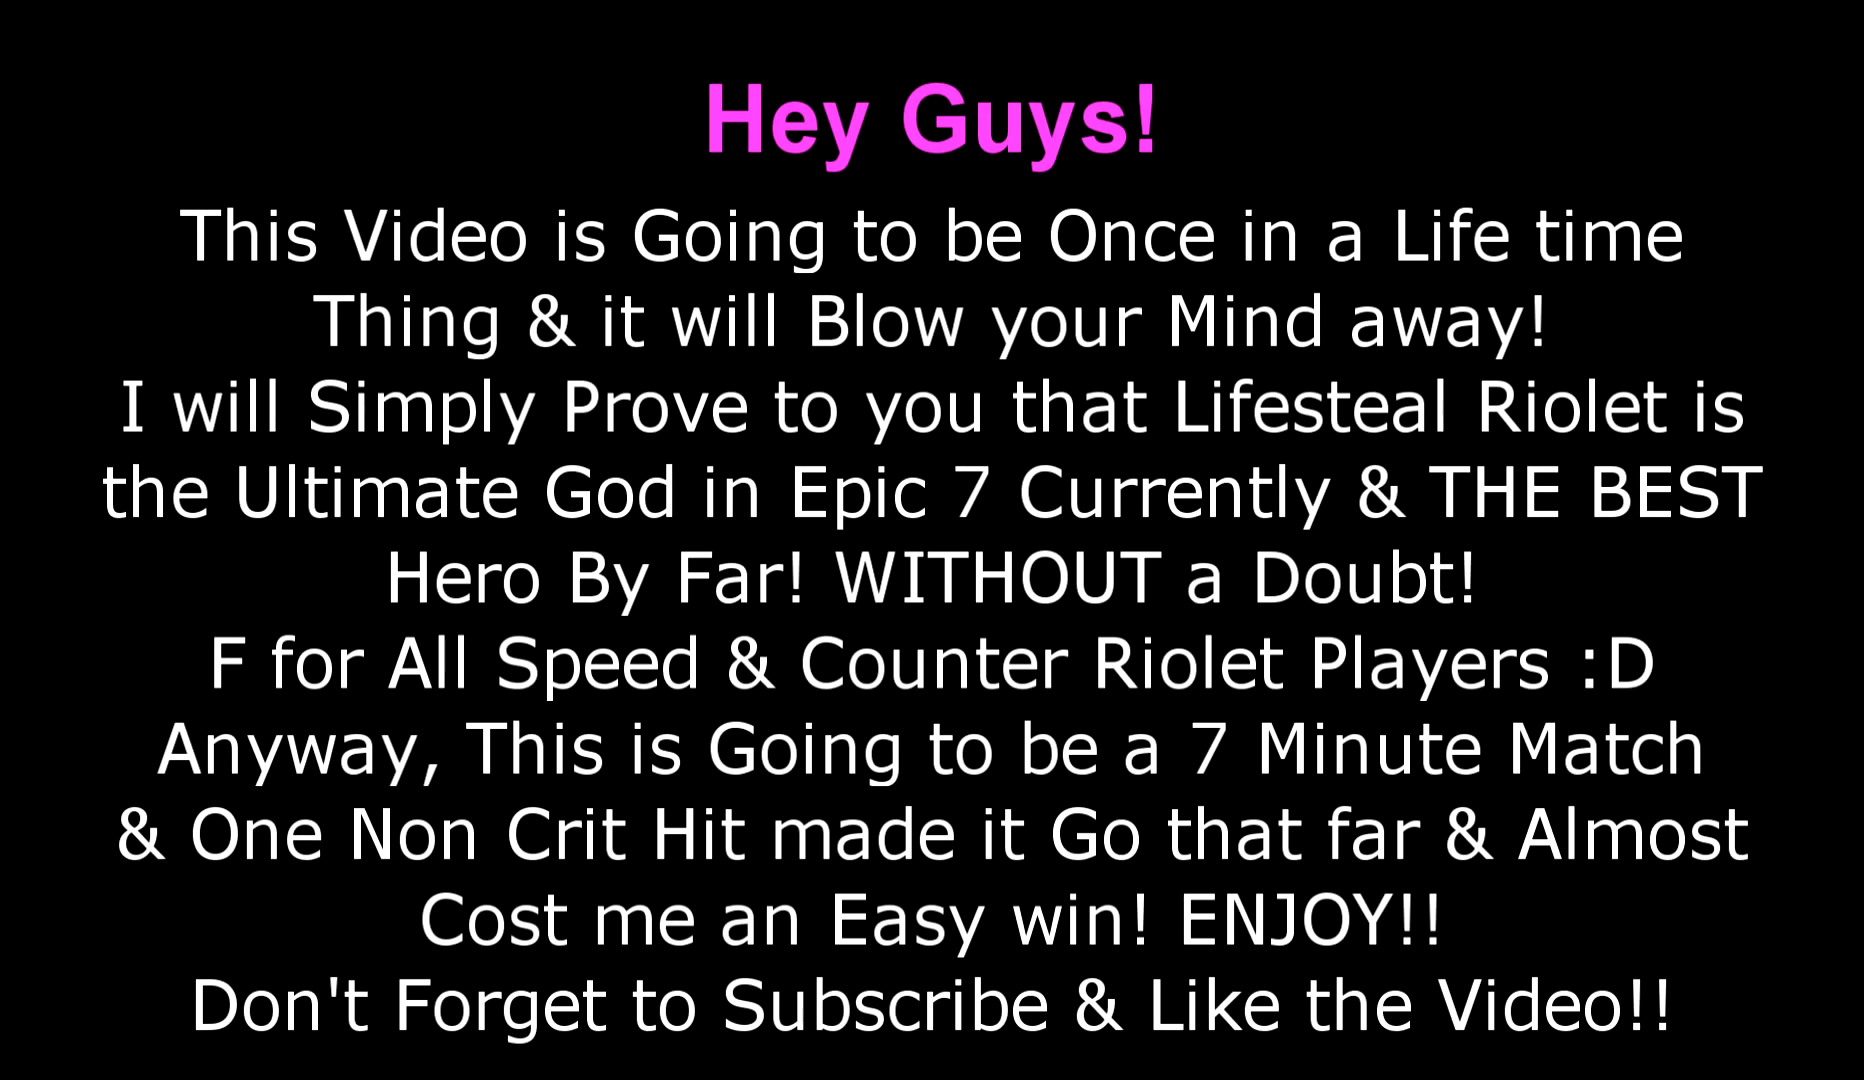 Hey Guys!
This Video is Going to be Once in a Life time
Thing & it will Blow your Mind away!
I will Simply Prove to you that Lifesteal Riolet is
the Ultimate God in Epic 7 Currently & THE BEST
Hero By Far! WITHOUT a Doubt!
F for All Speed & Counter Riolet Players :D
Anyway, This is Going to be a 7 Minute Match
& One Non Crit Hit made it Go that far & Almost
Cost me an Easy win! ENJOY!!
Don't Forget to Subscribe & Like the Video!!